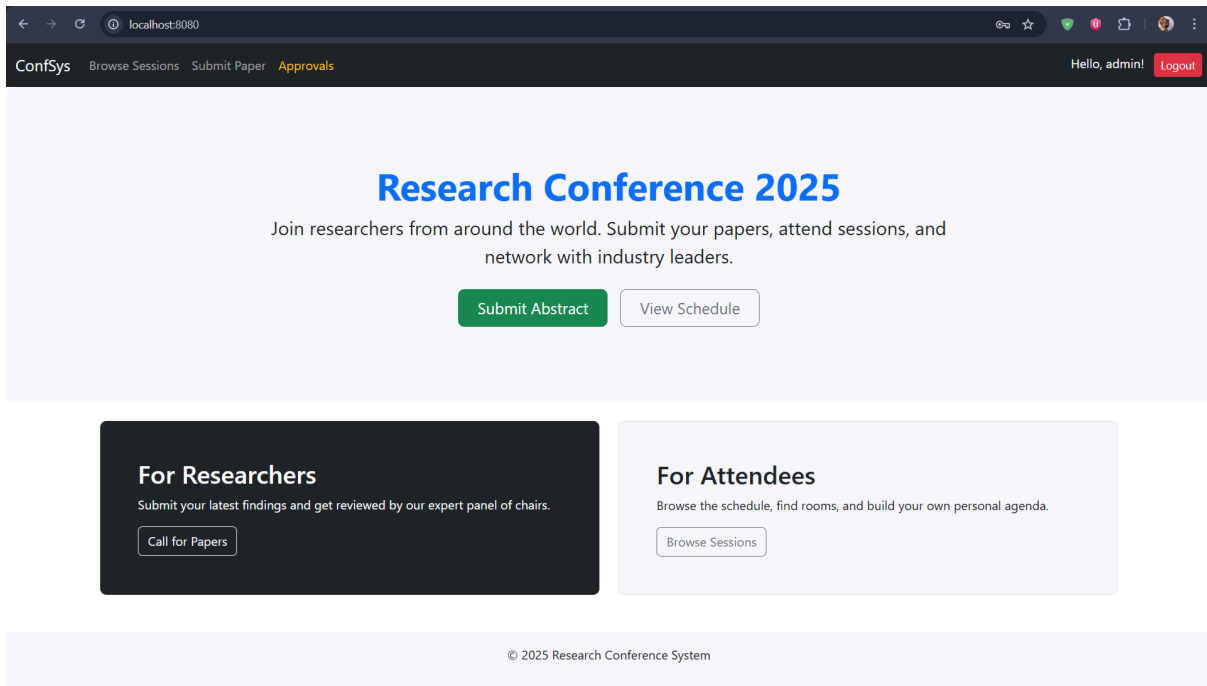 localhost:8080
ConfSys Browse Sessions Submit Paper Approvals Hello, admin! Logout
Research Conference 2025
Join researchers from around the world. Submit your papers, attend sessions, and
network with industry leaders.
Submit Abstract View Schedule
For Researchers
Submit your latest findings and get reviewed by our expert panel of chairs.
Call for Papers
For Attendees
Browse the schedule, find rooms, and build your own personal agenda.
Browse Sessions
© 2025 Research Conference System